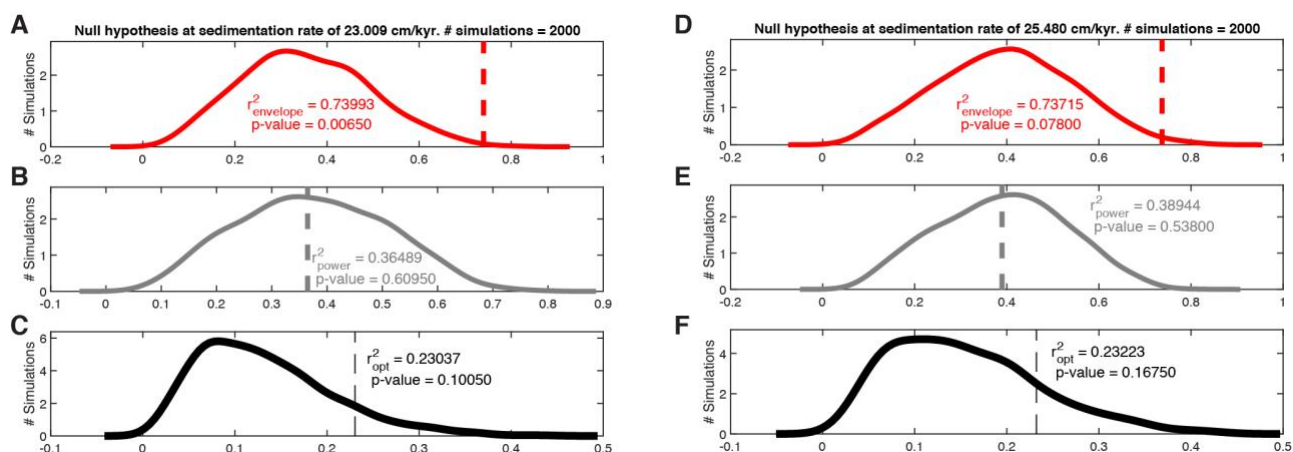 A
Null hypothesis at sedimentation rate of 23.009 cm/kyr. # simulations = 2000
# Simulations
2
1
0
r²envelope = 0.73993
p-value = 0.00650
-0.2 0 0.2 0.4 0.6 0.8 1
B
# Simulations
2
1
0
r²power = 0.36489
p-value = 0.60950
-0.1 0 0.1 0.2 0.3 0.4 0.5 0.6 0.7 0.8 0.9
C
# Simulations
6
4
2
0
r²opt = 0.23037
p-value = 0.10050
-0.1 0 0.1 0.2 0.3 0.4 0.5
D
Null hypothesis at sedimentation rate of 25.480 cm/kyr. # simulations = 2000
# Simulations
2
1
0
r²envelope = 0.73715
p-value = 0.07800
-0.2 0 0.2 0.4 0.6 0.8 1
E
# Simulations
2
1
0
r²power = 0.38944
p-value = 0.53800
-0.2 0 0.2 0.4 0.6 0.8 1
F
# Simulations
4
2
0
r²opt = 0.23223
p-value = 0.16750
-0.1 0 0.1 0.2 0.3 0.4 0.5